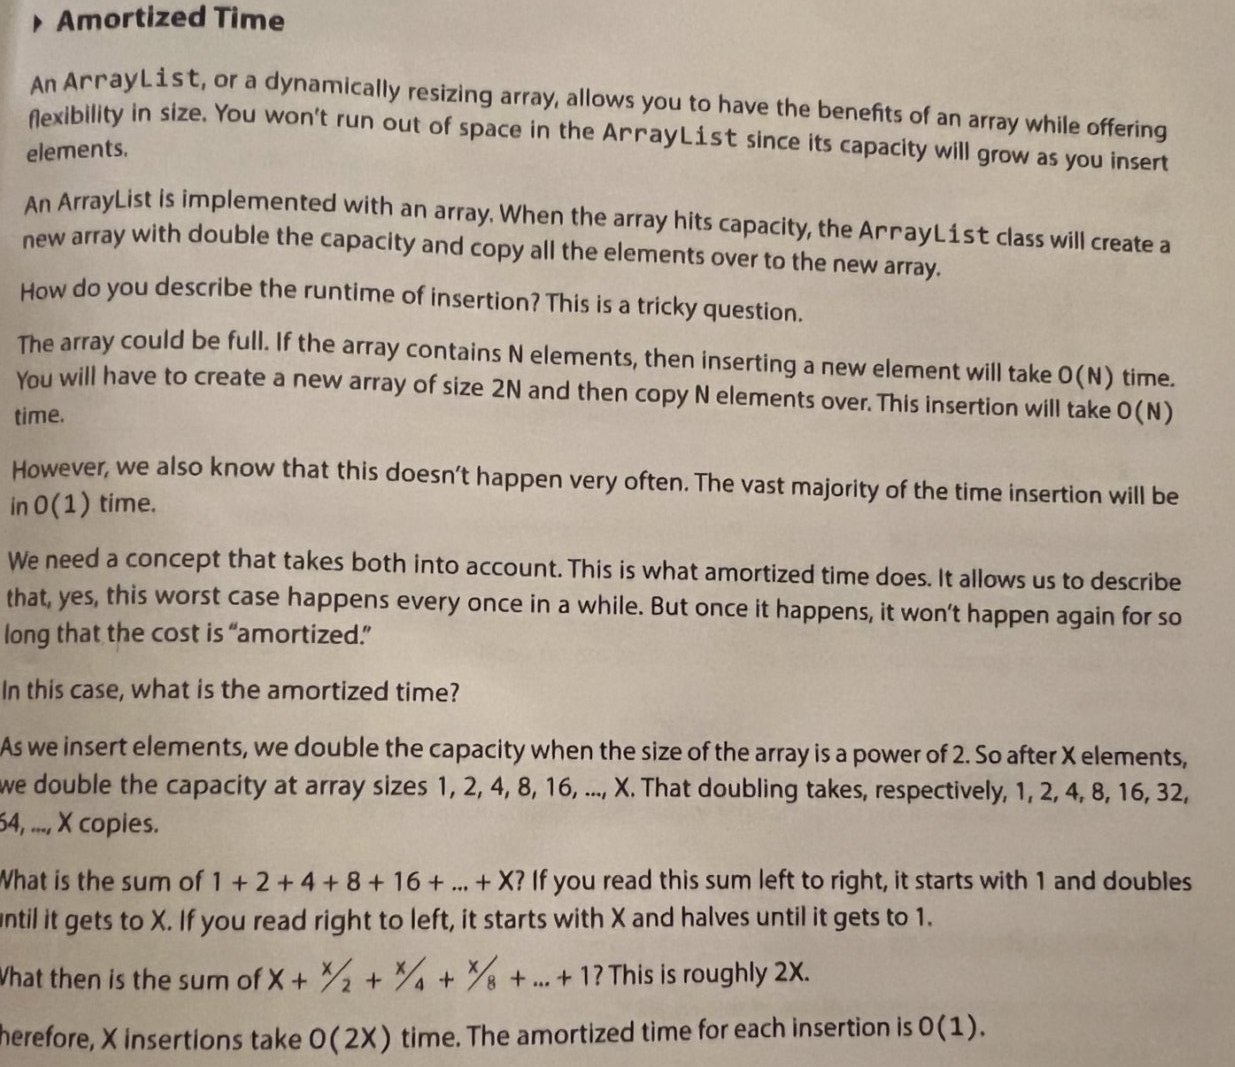 ▸ Amortized Time
An ArrayList, or a dynamically resizing array, allows you to have the benefits of an array while offering
flexibility in size. You won't run out of space in the ArrayList since its capacity will grow as you insert
elements.
An ArrayList is implemented with an array. When the array hits capacity, the ArrayList class will create a
new array with double the capacity and copy all the elements over to the new array.
How do you describe the runtime of insertion? This is a tricky question.
The array could be full. If the array contains N elements, then inserting a new element will take O(N) time.
You will have to create a new array of size 2N and then copy N elements over. This insertion will take O(N)
time.
However, we also know that this doesn't happen very often. The vast majority of the time insertion will be
in O(1) time.
We need a concept that takes both into account. This is what amortized time does. It allows us to describe
that, yes, this worst case happens every once in a while. But once it happens, it won't happen again for so
long that the cost is “amortized.”
In this case, what is the amortized time?
As we insert elements, we double the capacity when the size of the array is a power of 2. So after X elements,
we double the capacity at array sizes 1, 2, 4, 8, 16, ..., X. That doubling takes, respectively, 1, 2, 4, 8, 16, 32,
64, ..., X copies.
What is the sum of 1 + 2 + 4 + 8 + 16 + ... + X? If you read this sum left to right, it starts with 1 and doubles
until it gets to X. If you read right to left, it starts with X and halves until it gets to 1.
What then is the sum of X + X/2 + X/4 + X/8 + ... + 1? This is roughly 2X.
herefore, X insertions take O(2X) time. The amortized time for each insertion is O(1).